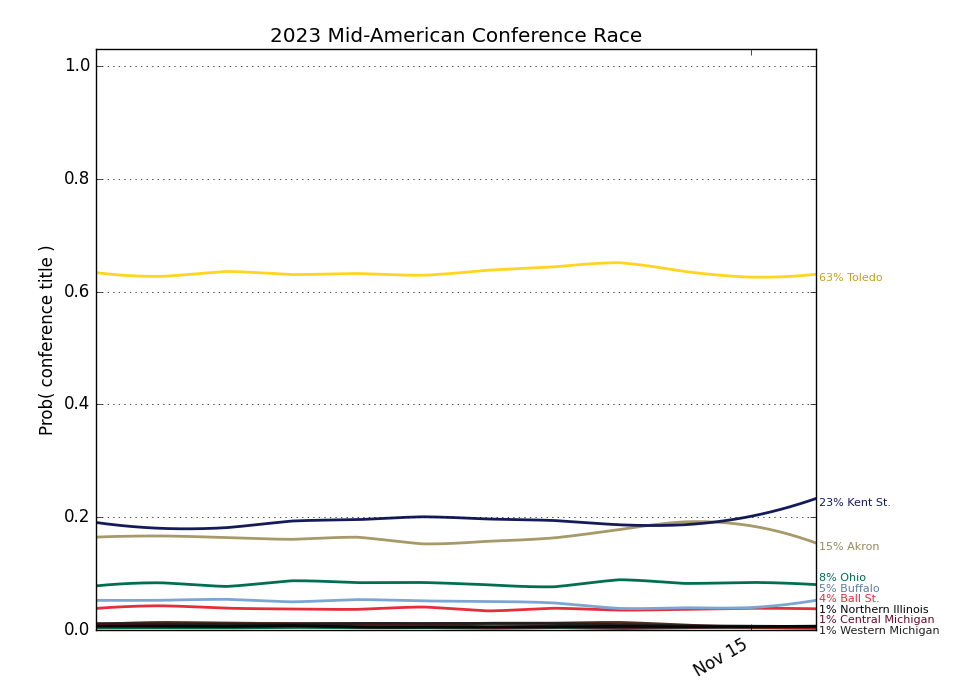 2023 Mid-American Conference Race
1.0
0.8
0.6
0.4
0.2
0.0
Prob( conference title )
63% Toledo
23% Kent St.
15% Akron
8% Ohio
5% Buffalo
4% Ball St.
1% Northern Illinois
1% Central Michigan
1% Western Michigan
Nov 15